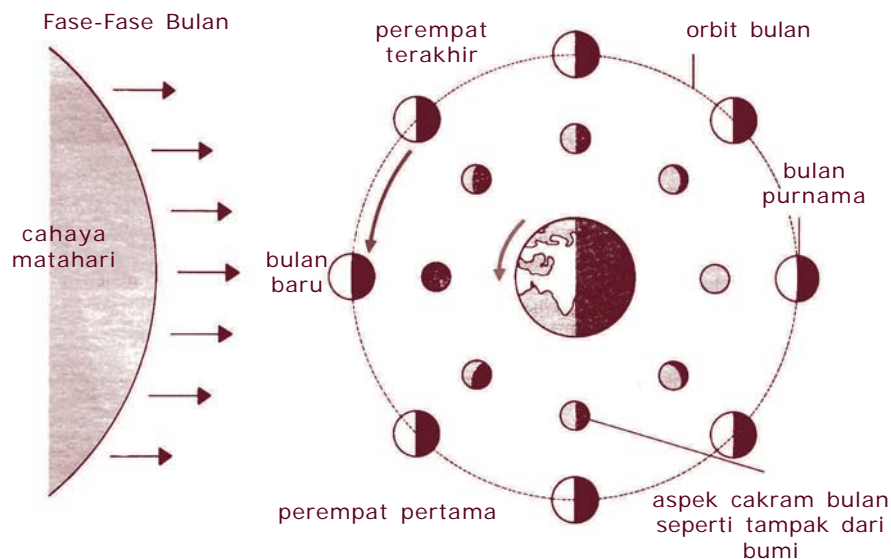 Fase-Fase Bulan
perempat
terakhir
orbit bulan
bulan
purnama
cahaya
matahari
bulan
baru
perempat pertama
aspek cakram bulan
seperti tampak dari
bumi